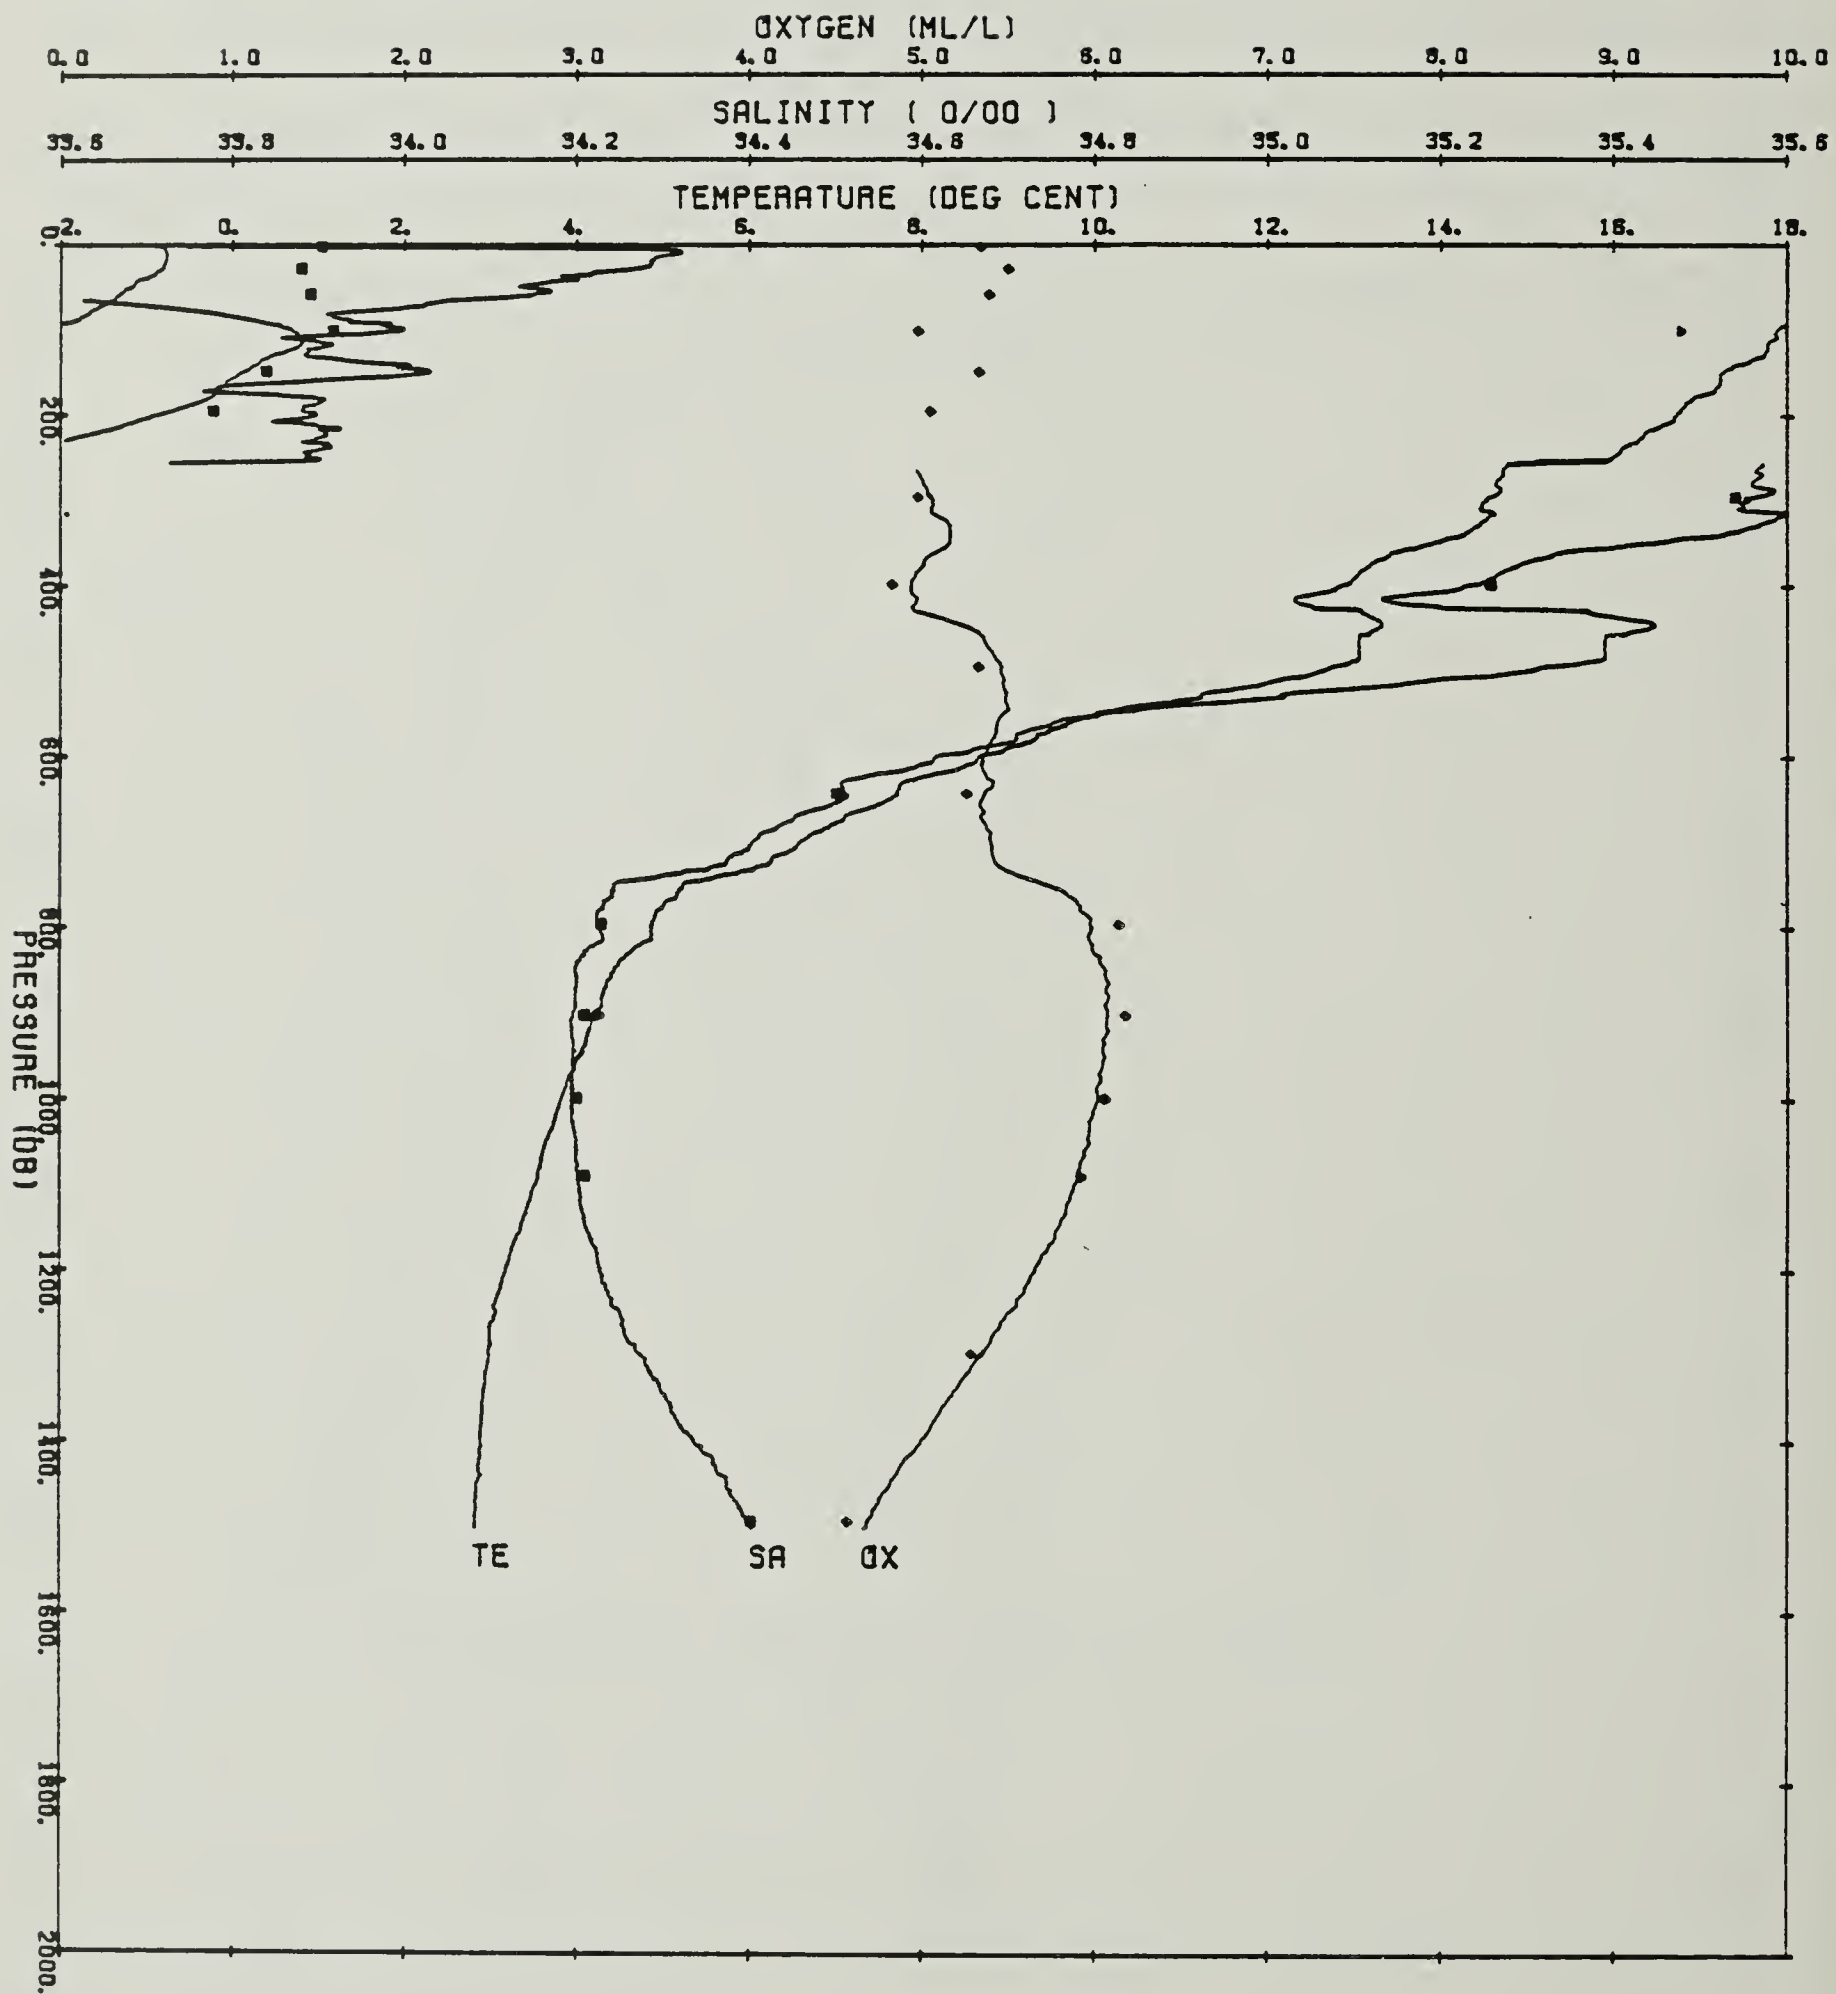 OXYGEN (ML/L)
0.0 1.0 2.0 3.0 4.0 5.0 6.0 7.0 8.0 9.0 10.0
SALINITY ( 0/00 )
33.6 33.8 34.0 34.2 34.4 34.6 34.8 35.0 35.2 35.4 35.6
TEMPERATURE (DEG CENT)
2. 0. 2. 4. 6. 8. 10. 12. 14. 16. 18.
0.
200.
400.
600.
800.
1000.
1200.
1400.
1600.
1800.
2000.
PRESSURE (DB)
TE SA OX